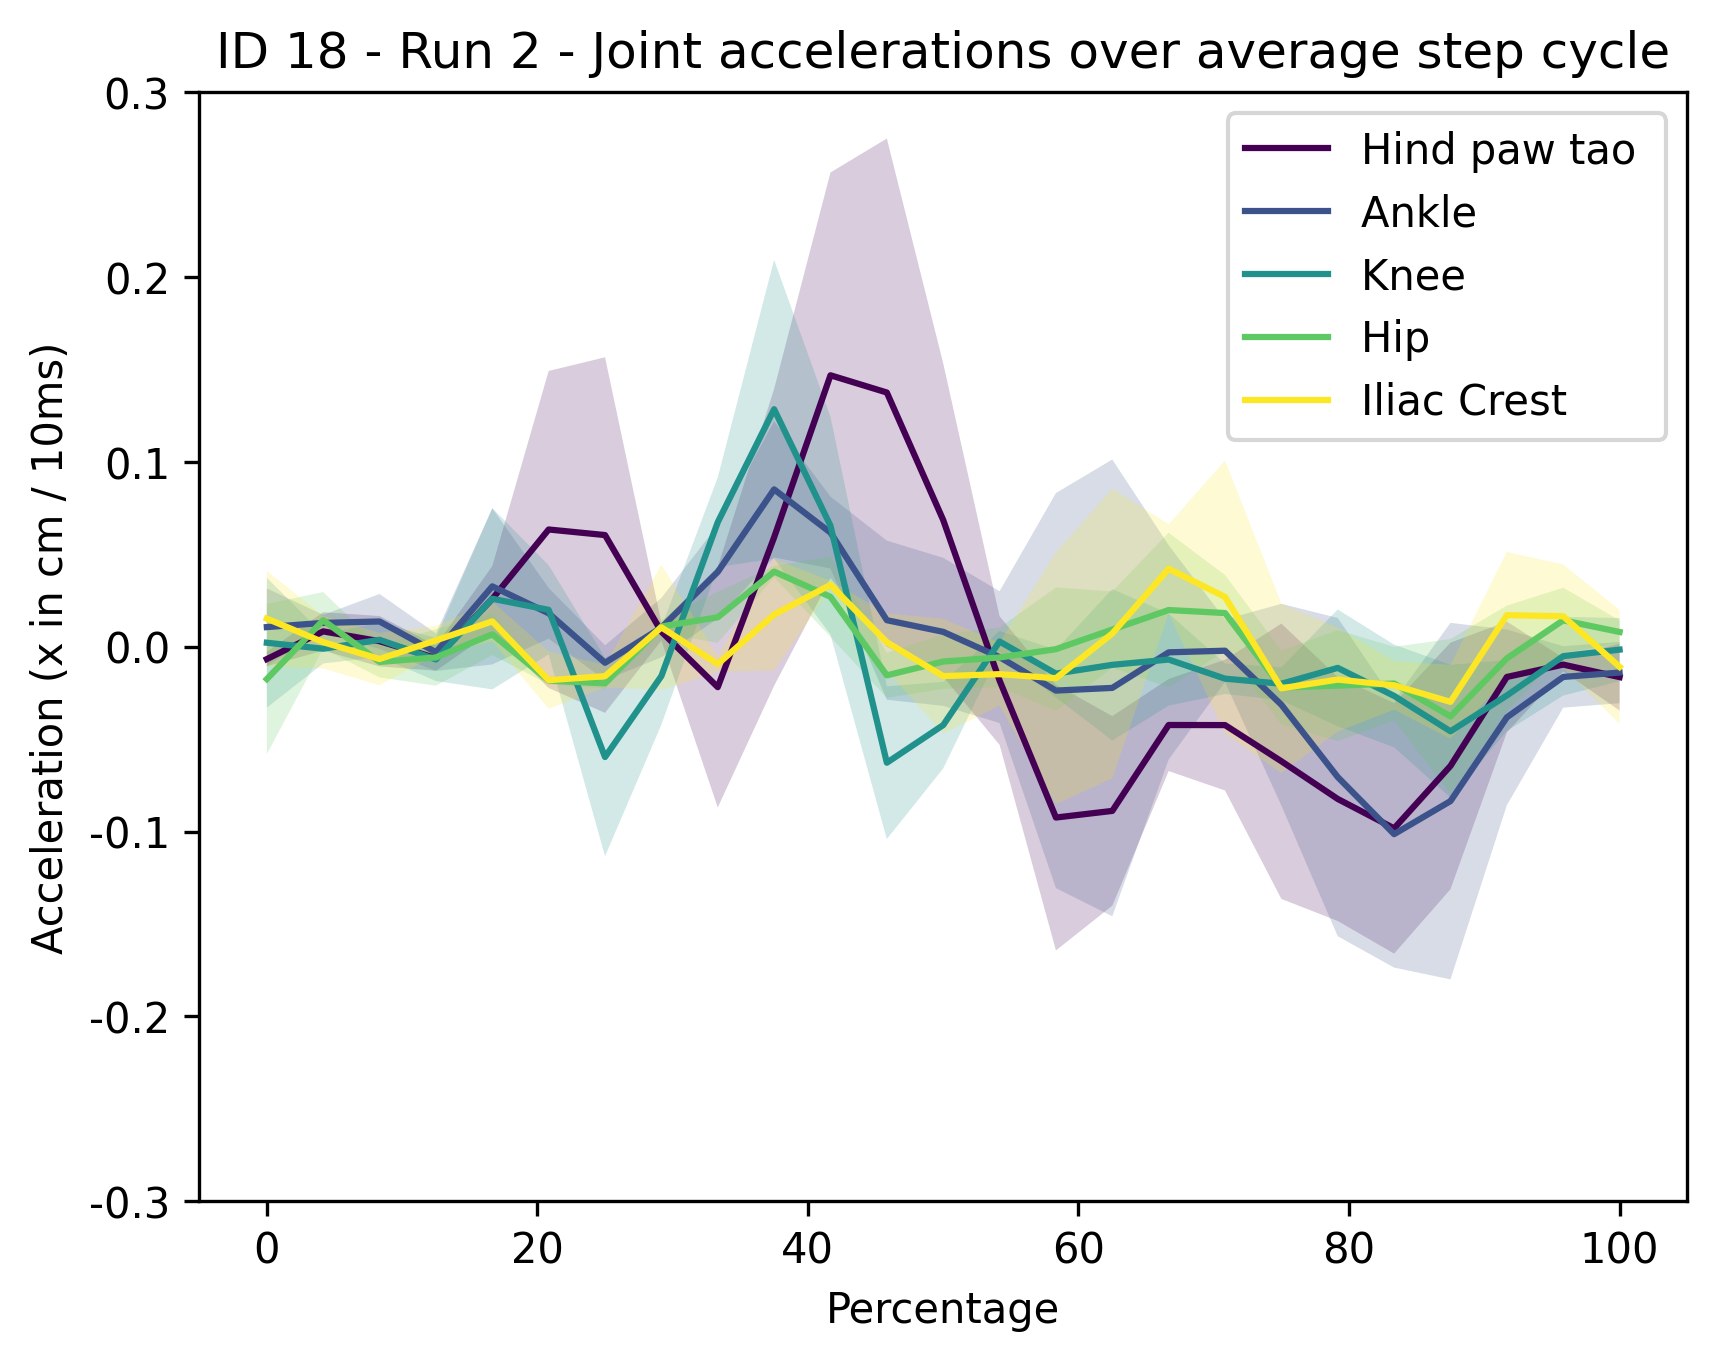 ID 18 - Run 2 - Joint accelerations over average step cycle
0.3
0.2
0.1
0.0
-0.1
-0.2
-0.3
Acceleration (x in cm / 10ms)
Hind paw tao
Ankle
Knee
Hip
Iliac Crest
0 20 40 60 80 100
Percentage